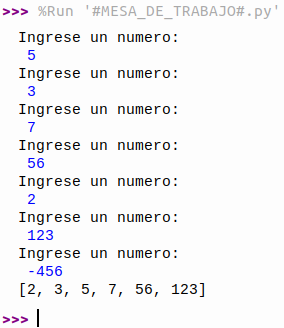 >>> %Run '#MESA_DE_TRABAJO#.py'
Ingrese un numero:
5
Ingrese un numero:
3
Ingrese un numero:
7
Ingrese un numero:
56
Ingrese un numero:
2
Ingrese un numero:
123
Ingrese un numero:
-456
[2, 3, 5, 7, 56, 123]
>>>